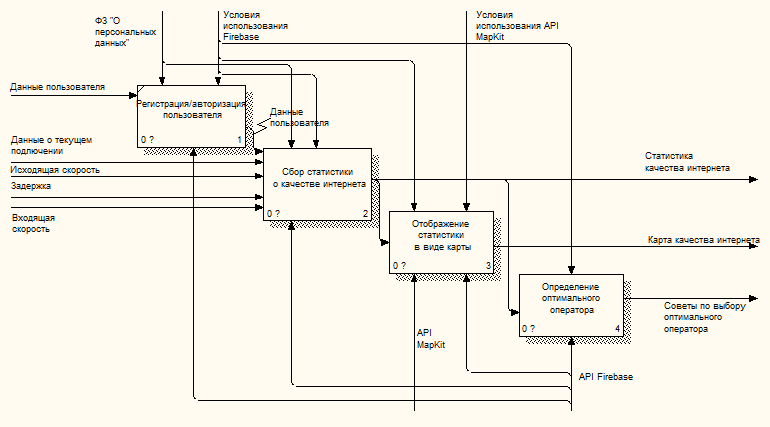 ФЗ "О
персональных
данных"
Условия
использования
Firebase
Условия
использования API
MapKit
Данные пользователя
Регистрация/авторизация
пользователя
0 ?
1
Данные
пользователя
Данные о текущем
подлючении
Исходящая скорость
Задержка
Входящая
скорость
Сбор статистики
о качестве интернета
0 ?
2
Статистика
качества интернета
Отображение
статистики
в виде карты
0 ?
3
Карта качества интернета
Определение
оптимального
оператора
0 ?
4
Советы по выбору
оптимального
оператора
API
MapKit
API Firebase